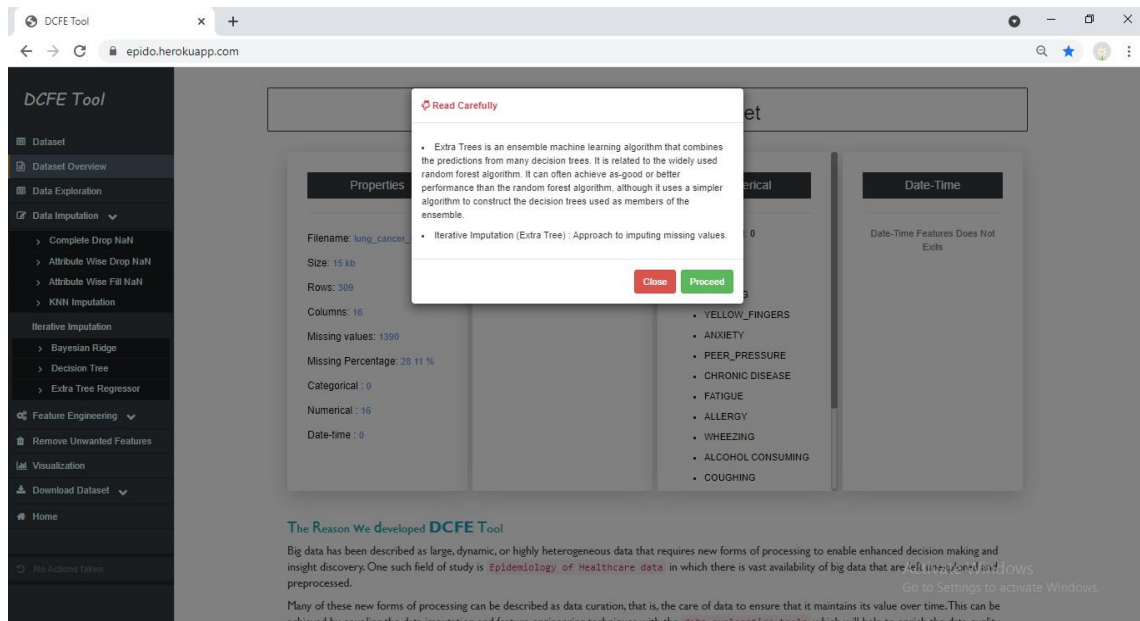 DCFE Tool
epido.herokuapp.com
DCFE Tool
Dataset
Dataset Overview
Data Exploration
Data Imputation
Complete Drop NaN
Attribute Wise Drop NaN
Attribute Wise Fill NaN
KNN Imputation
Iterative Imputation
Bayesian Ridge
Decision Tree
Extra Tree Regressor
Feature Engineering
Remove Unwanted Features
Visualization
Download Dataset
Home
No Actions taken
et
Read Carefully
• Extra Trees is an ensemble machine learning algorithm that combines
the predictions from many decision trees. It is related to the widely used
random forest algorithm. It can often achieve as-good or better
performance than the random forest algorithm, although it uses a simpler
algorithm to construct the decision trees used as members of the
ensemble.
• Iterative Imputation (Extra Tree) : Approach to imputing missing values.
Close Proceed
Properties
Filename: lung_cancer_
Size: 15 kb
Rows: 309
Columns: 16
Missing values: 1390
Missing Percentage: 28.11 %
Categorical : 0
Numerical : 16
Date-time : 0
erical
: 0
• YELLOW_FINGERS
• ANXIETY
• PEER_PRESSURE
• CHRONIC DISEASE
• FATIGUE
• ALLERGY
• WHEEZING
• ALCOHOL CONSUMING
• COUGHING
Date-Time
Date-Time Features Does Not
Exits
The Reason We developed DCFE Tool
Big data has been described as large, dynamic, or highly heterogeneous data that requires new forms of processing to enable enhanced decision making and
insight discovery. One such field of study is Epidemiology of Healthcare data in which there is vast availability of big data that are left unexplored and
preprocessed.
Many of these new forms of processing can be described as data curation, that is, the care of data to ensure that it maintains its value over time. This can be
Activate Windows
Go to Settings to activate Windows.